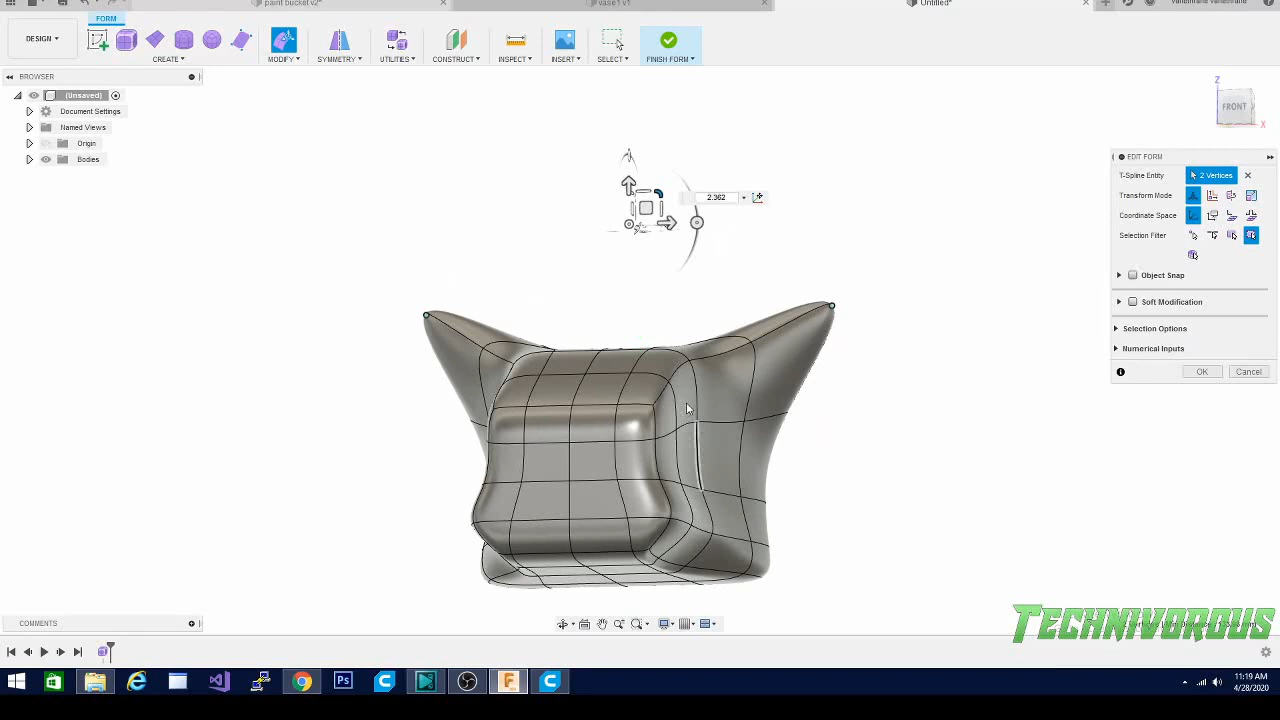 paint bucket v2*
vase1 v1
Untitled*
FORM
DESIGN
CREATE
MODIFY
SYMMETRY
UTILITIES
CONSTRUCT
INSPECT
INSERT
SELECT
FINISH FORM
BROWSER
(Unsaved)
Document Settings
Named Views
Origin
Bodies
Z
FRONT
X
2.362
EDIT FORM
T-Spline Entity
2 Vertices
Transform Mode
Coordinate Space
Selection Filter
Object Snap
Soft Modification
Selection Options
Numerical Inputs
OK
Cancel
COMMENTS
TECHNIVOROUS
Ps
11:19 AM
4/28/2020